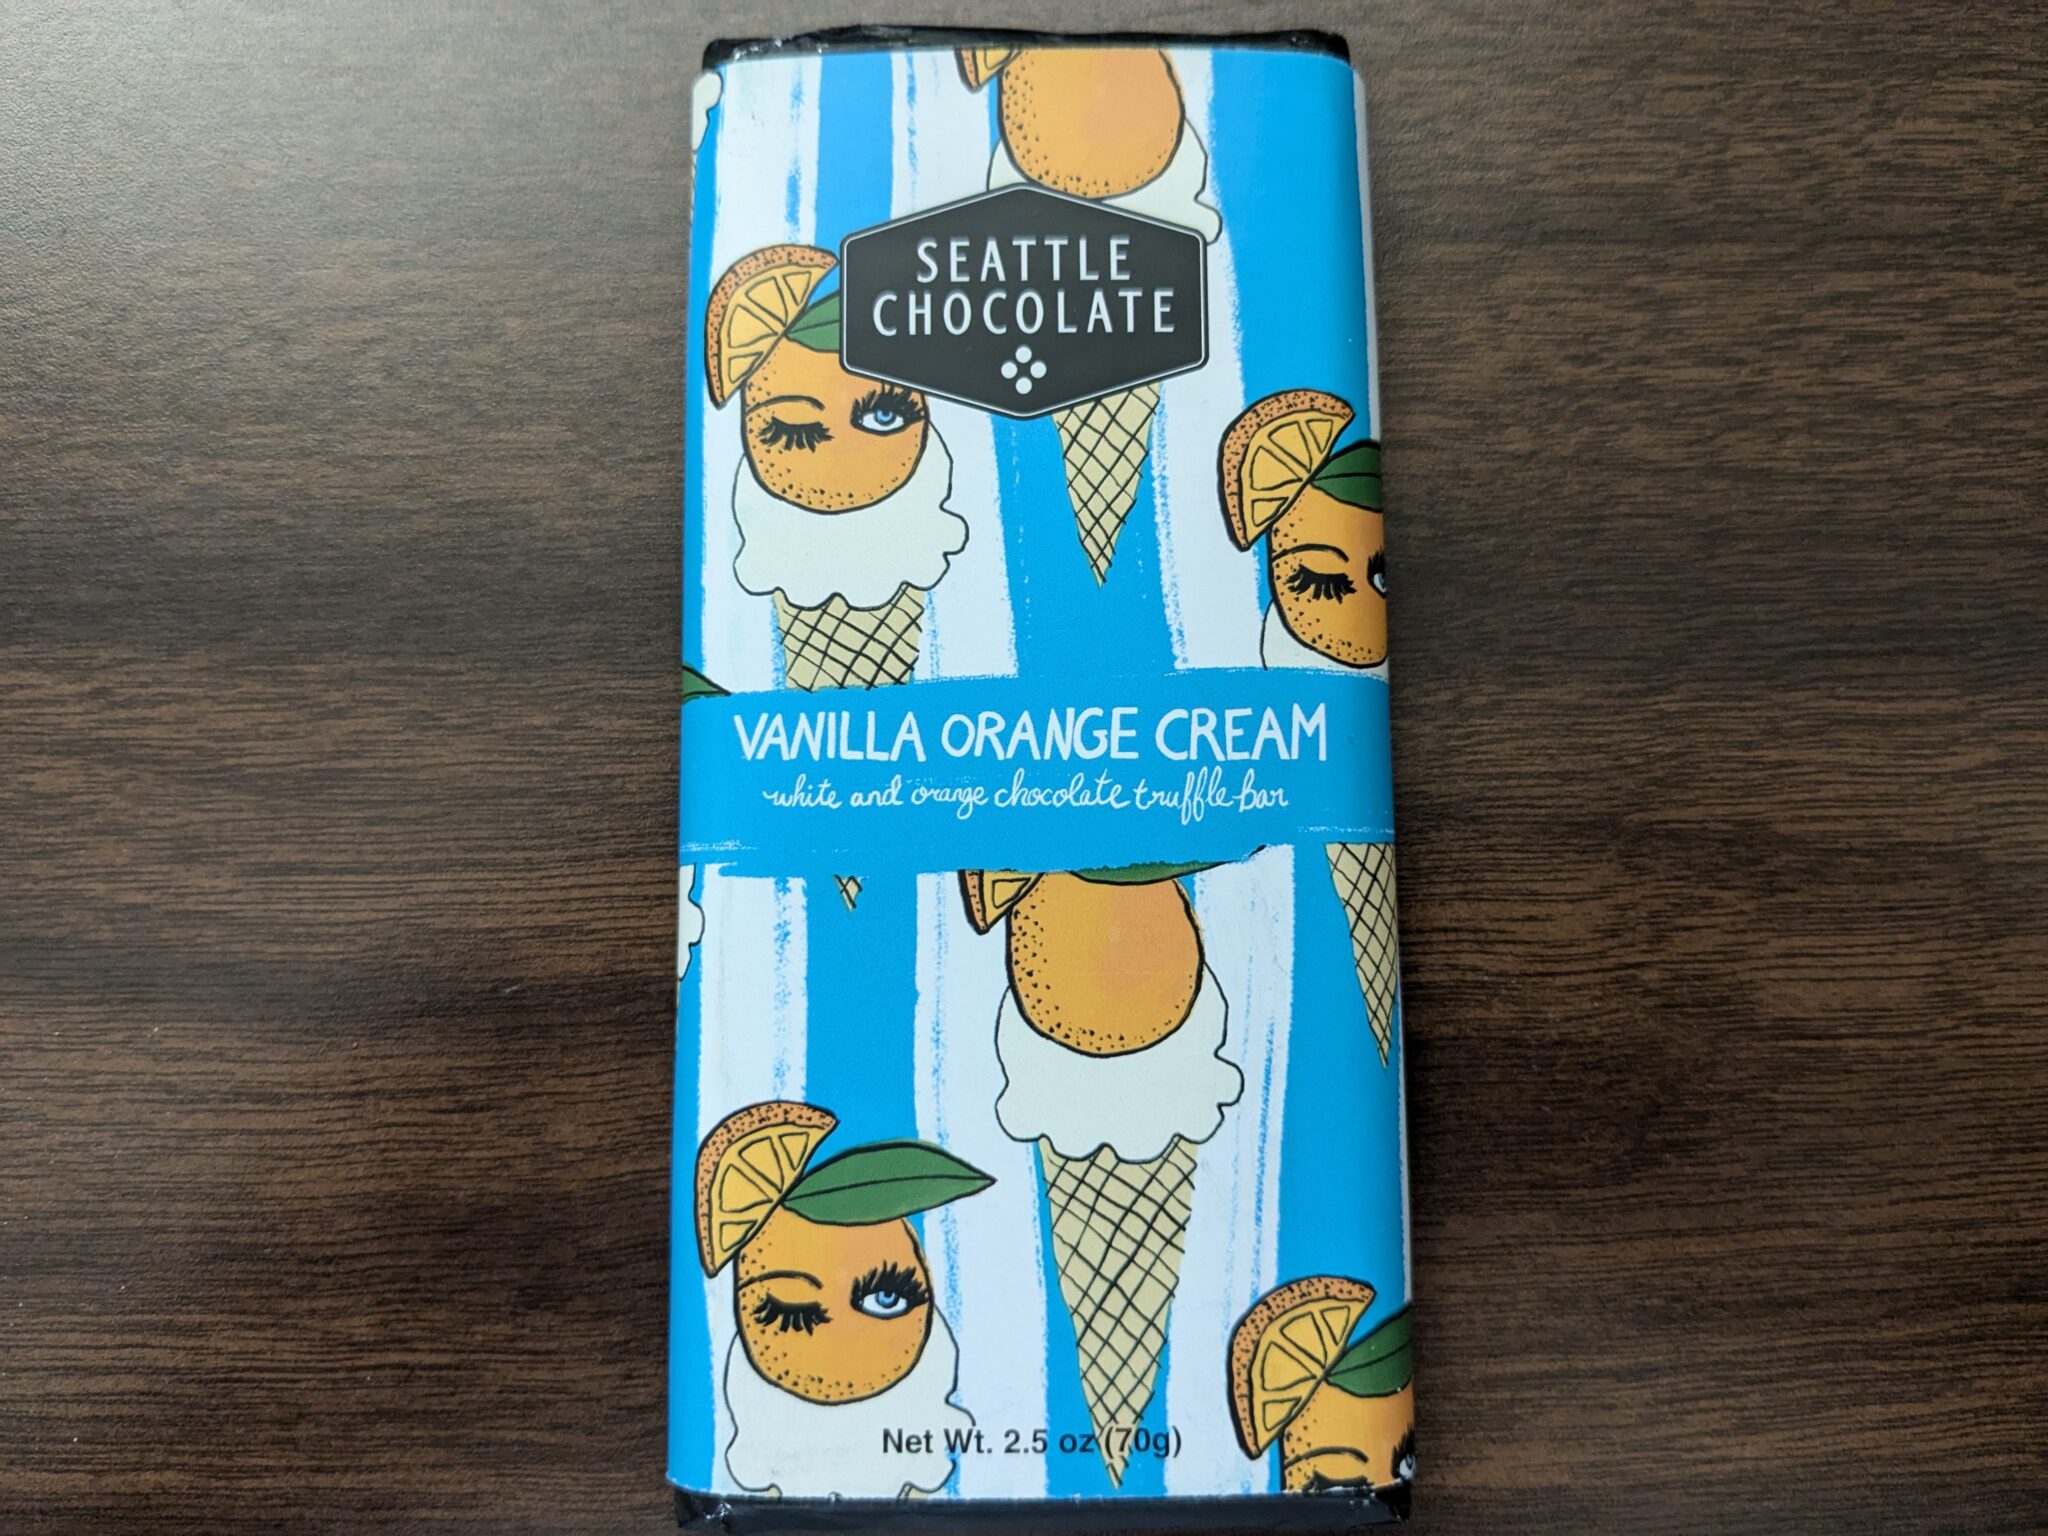 SEATTLE
CHOCOLATE
VANILLA ORANGE CREAM
white and orange chocolate truffle bar
Net Wt. 2.5 oz (70g)